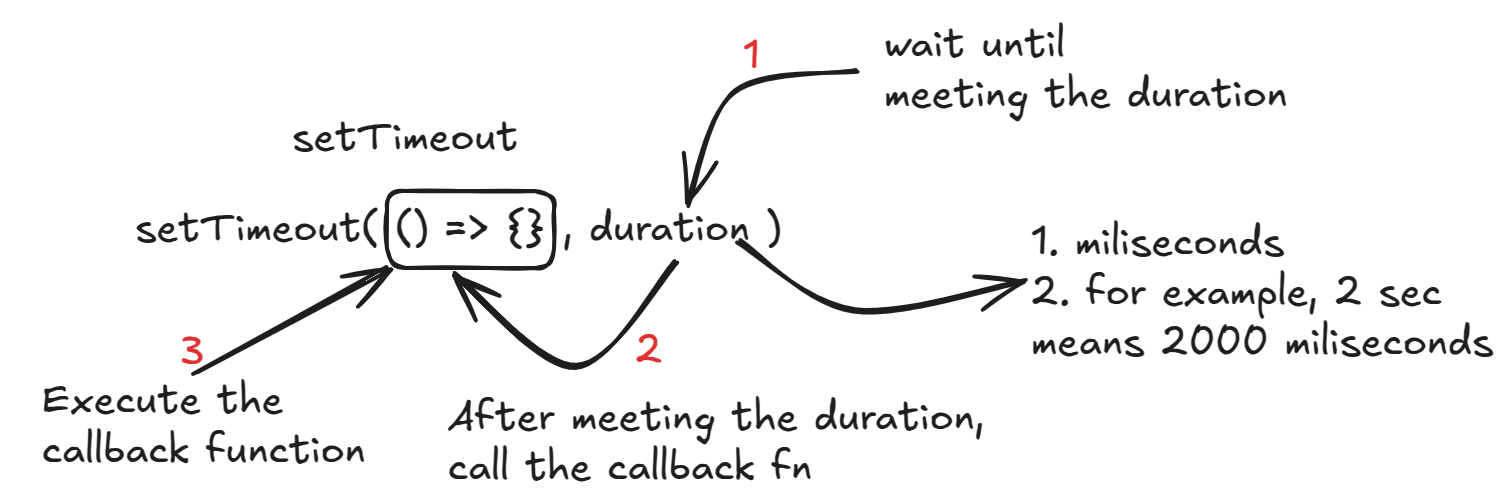 1
wait until
meeting the duration
setTimeout
setTimeout( () => {} , duration )
1. miliseconds
2. for example, 2 sec
means 2000 miliseconds
3
2
Execute the
callback function
After meeting the duration,
call the callback fn